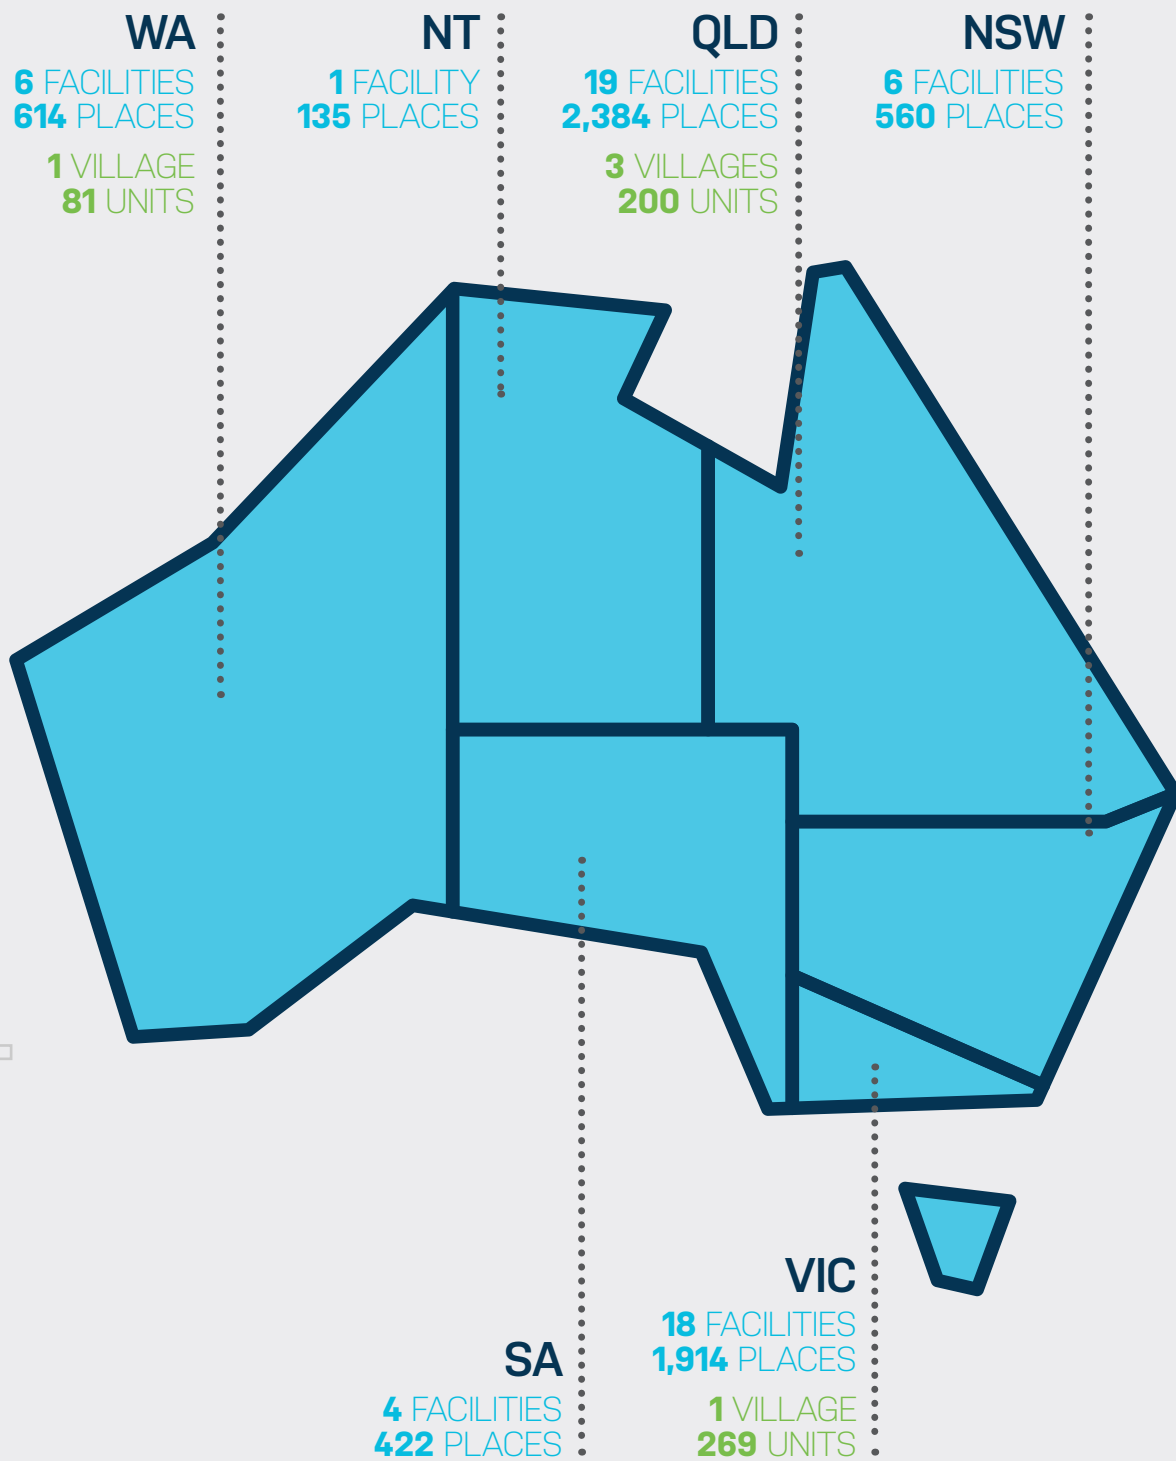 WA
6 FACILITIES
614 PLACES
1 VILLAGE
81 UNITS
NT
1 FACILITY
135 PLACES
QLD
19 FACILITIES
2,384 PLACES
3 VILLAGES
200 UNITS
NSW
6 FACILITIES
560 PLACES
SA
4 FACILITIES
422 PLACES
VIC
18 FACILITIES
1,914 PLACES
1 VILLAGE
269 UNITS